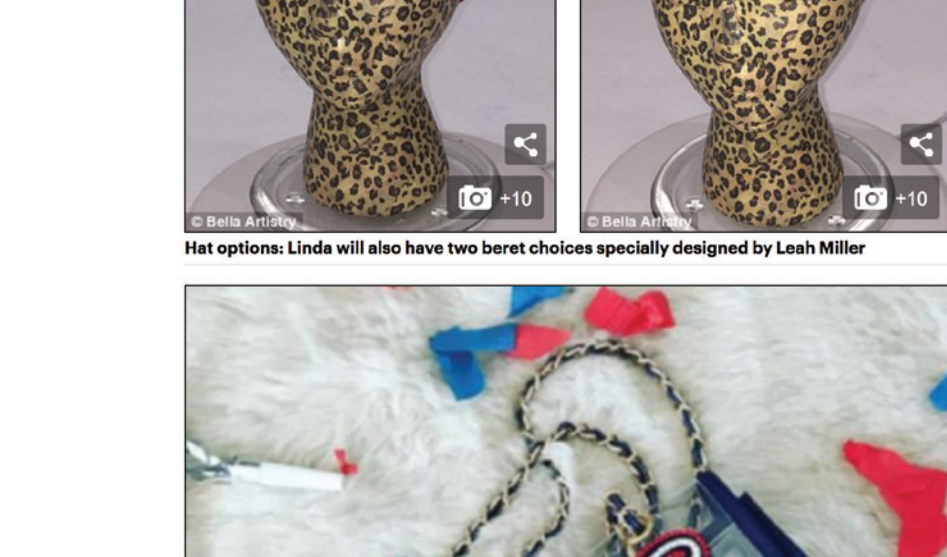 +10
+10
© Bella Artistry
© Bella Artistry
Hat options: Linda will also have two beret choices specially designed by Leah Miller